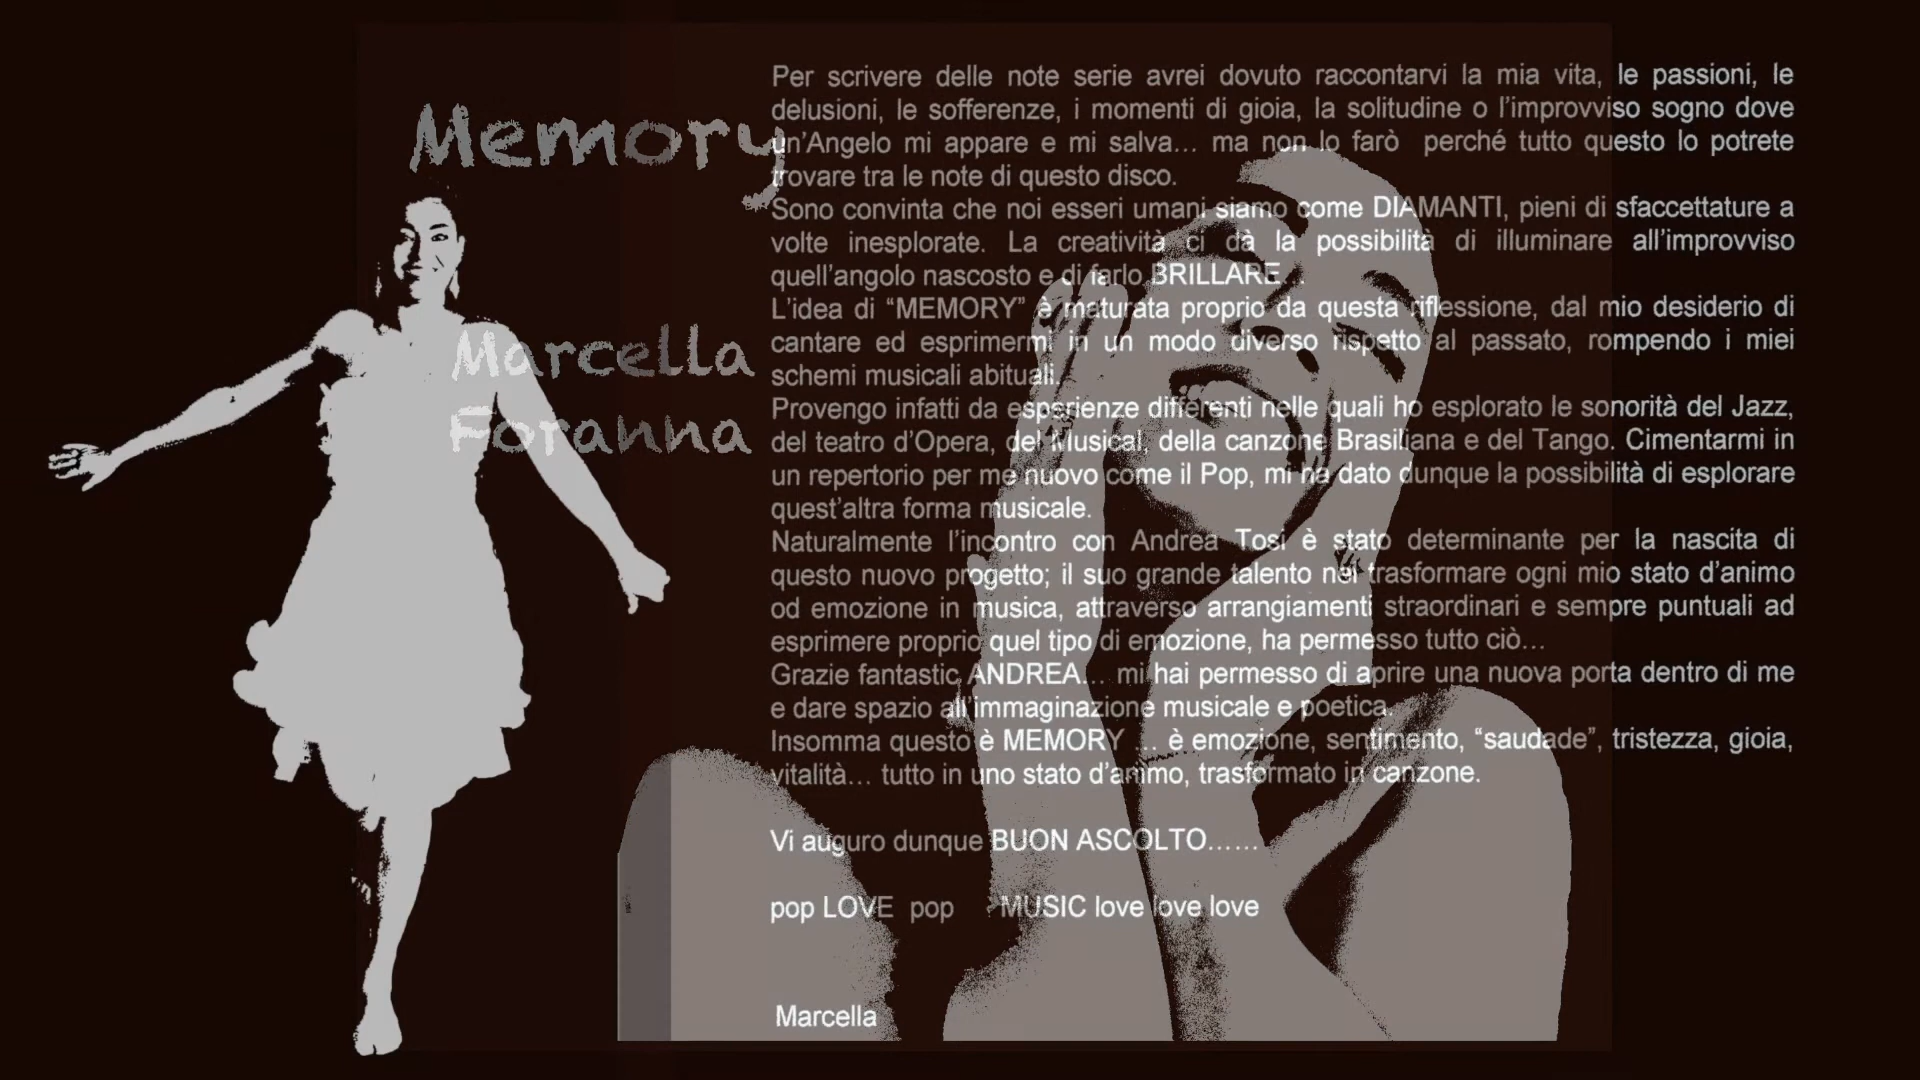 Memory
Marcella
Foranna
Per scrivere delle note serie avrei dovuto raccontarvi la mia vita, le passioni, le
delusioni, le sofferenze, i momenti di gioia, la solitudine o l'improvviso sogno dove
un'Angelo mi appare e mi salva... ma non lo farò perché tutto questo lo potrete
trovare tra le note di questo disco.
Sono convinta che noi esseri umani siamo come DIAMANTI, pieni di sfaccettature a
volte inesplorate. La creatività ci dà la possibilità di illuminare all'improvviso
quell'angolo nascosto e di farlo BRILLARE...
L'idea di “MEMORY” è maturata proprio da questa riflessione, dal mio desiderio di
cantare ed esprimermi in un modo diverso rispetto al passato, rompendo i miei
schemi musicali abituali.
Provengo infatti da esperienze differenti nelle quali ho esplorato le sonorità del Jazz,
del teatro d'Opera, del Musical, della canzone Brasiliana e del Tango. Cimentarmi in
un repertorio per me nuovo come il Pop, mi ha dato dunque la possibilità di esplorare
quest'altra forma musicale.
Naturalmente l'incontro con Andrea Tosi è stato determinante per la nascita di
questo nuovo progetto; il suo grande talento nel trasformare ogni mio stato d'animo
od emozione in musica, attraverso arrangiamenti straordinari e sempre puntuali ad
esprimere proprio quel tipo di emozione, ha permesso tutto ciò...
Grazie fantastic ANDREA... mi hai permesso di aprire una nuova porta dentro di me
e dare spazio all'immaginazione musicale e poetica.
Insomma questo è MEMORY ... è emozione, sentimento, “saudade”, tristezza, gioia,
vitalità... tutto in uno stato d'animo, trasformato in canzone.
Vi auguro dunque BUON ASCOLTO......
pop LOVE pop MUSIC love love love
Marcella